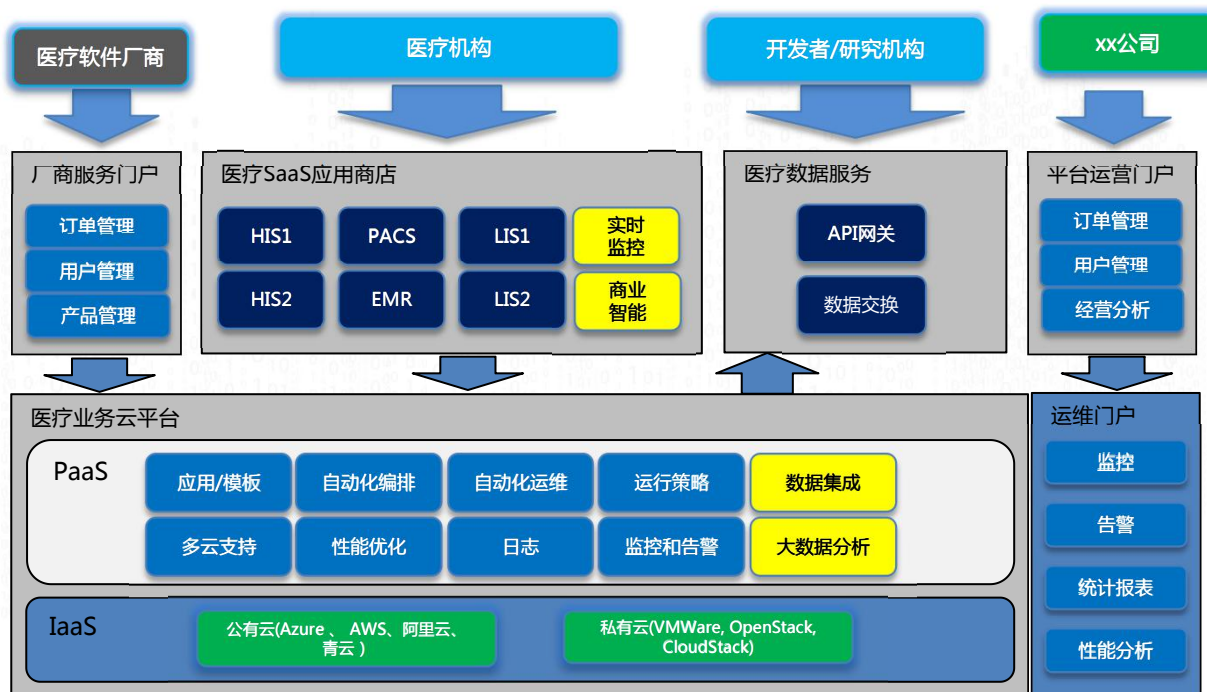 医疗软件厂商
医疗机构
开发者/研究机构
xx公司
厂商服务门户
订单管理
用户管理
产品管理
医疗SaaS应用商店
HIS1
PACS
LIS1
实时
监控
HIS2
EMR
LIS2
商业
智能
医疗数据服务
API网关
数据交换
平台运营门户
订单管理
用户管理
经营分析
医疗业务云平台
PaaS
应用/模板
自动化编排
自动化运维
运行策略
数据集成
多云支持
性能优化
日志
监控和告警
大数据分析
IaaS
公有云(Azure 、 AWS、阿里云、
青云 )
私有云(VMWare, OpenStack,
CloudStack)
运维门户
监控
告警
统计报表
性能分析